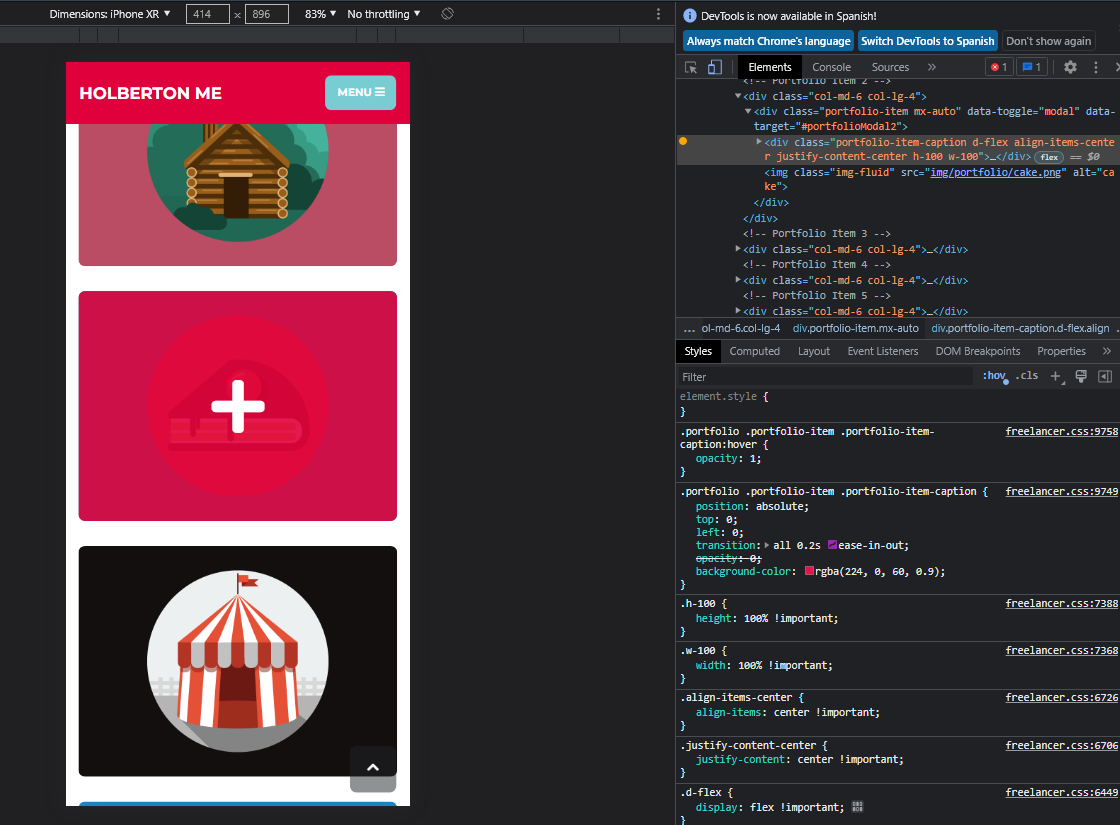 Dimensions: iPhone XR ▼ 414 × 896 83% ▼ No throttling ▼
HOLBERTON ME
MENU
DevTools is now available in Spanish!
Always match Chrome's language Switch DevTools to Spanish Don't show again
Elements Console Sources » 1 1
<!-- Portfolio Item 2 -->
▼<div class="col-md-6 col-lg-4">
▼<div class="portfolio-item mx-auto" data-toggle="modal" data-
target="#portfolioModal2">
▶<div class="portfolio-item-caption d-flex align-items-cente
r justify-content-center h-100 w-100">…</div> flex == $0
<img class="img-fluid" src="img/portfolio/cake.png" alt="ca
ke">
</div>
</div>
<!-- Portfolio Item 3 -->
▶<div class="col-md-6 col-lg-4">…</div>
<!-- Portfolio Item 4 -->
▶<div class="col-md-6 col-lg-4">…</div>
<!-- Portfolio Item 5 -->
▶<div class="col-md-6 col-lg-4">…</div>
… ol-md-6.col-lg-4 div.portfolio-item.mx-auto div.portfolio-item-caption.d-flex.align
Styles Computed Layout Event Listeners DOM Breakpoints Properties »
Filter :hov .cls +
element.style {
}
.portfolio .portfolio-item .portfolio-item- freelancer.css:9758
caption:hover {
opacity: 1;
}
.portfolio .portfolio-item .portfolio-item-caption { freelancer.css:9749
position: absolute;
top: 0;
left: 0;
transition: ▶ all 0.2s ease-in-out;
opacity: 0;
background-color: rgba(224, 0, 60, 0.9);
}
.h-100 { freelancer.css:7388
height: 100% !important;
}
.w-100 { freelancer.css:7368
width: 100% !important;
}
.align-items-center { freelancer.css:6726
align-items: center !important;
}
.justify-content-center { freelancer.css:6706
justify-content: center !important;
}
.d-flex { freelancer.css:6449
display: flex !important;
}